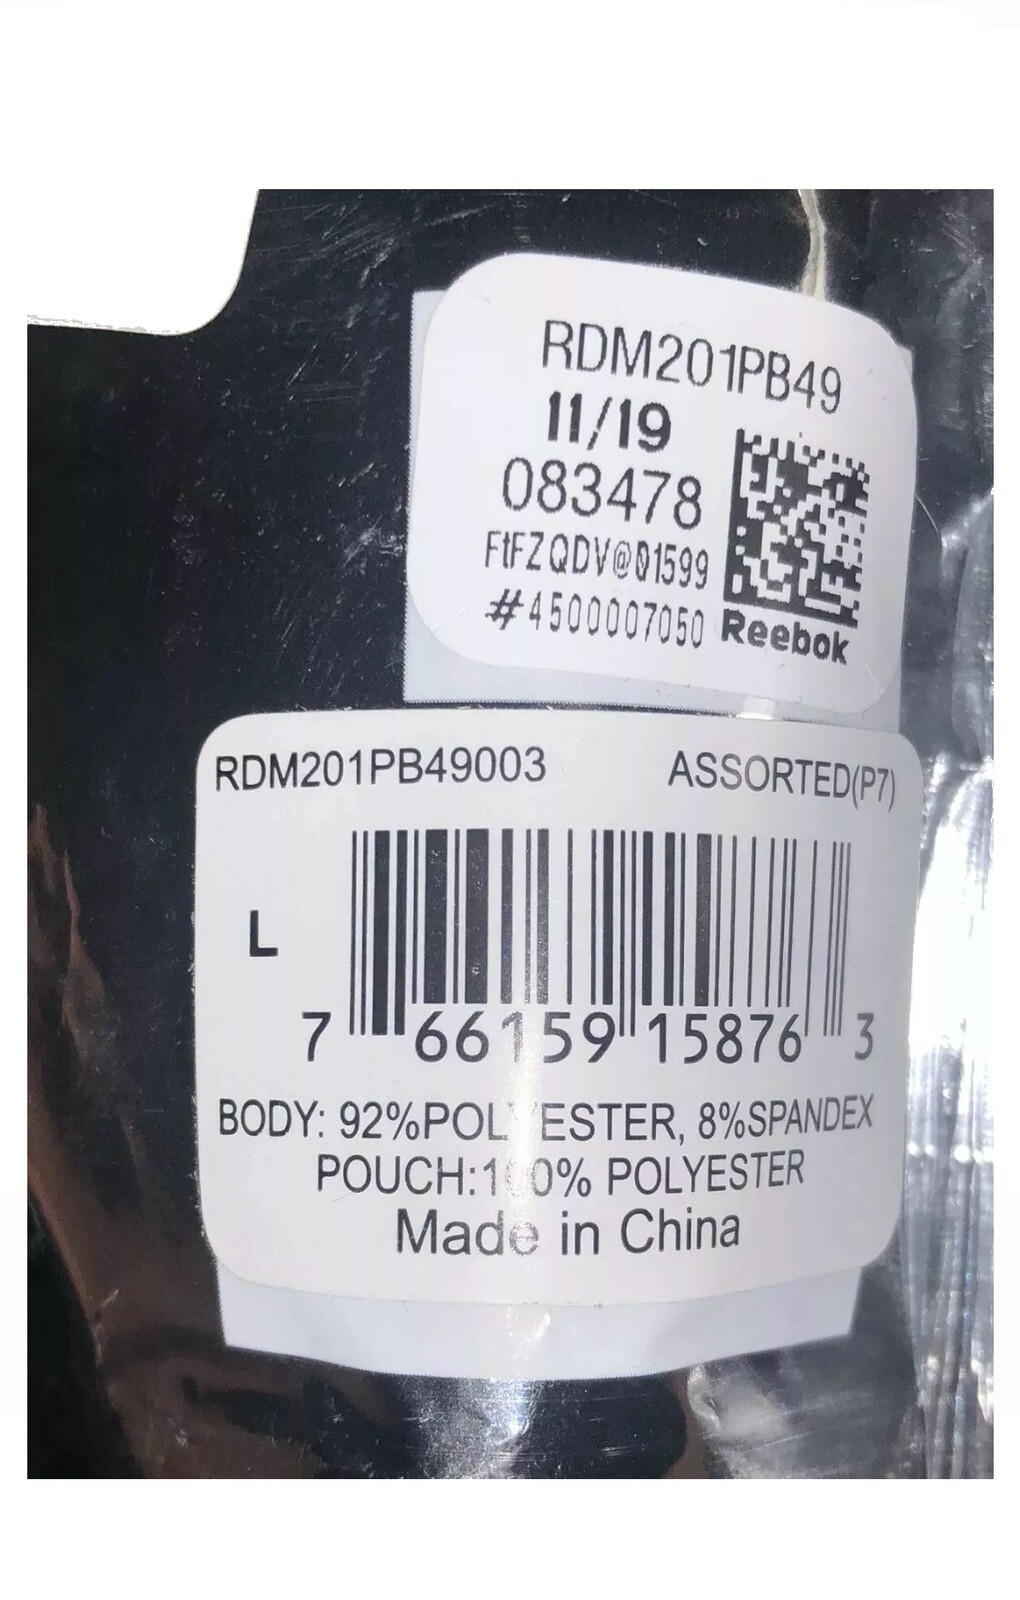 RDM201PB49
11/19
083478
FtFZQDV@01599
#4500007050 Reebok
RDM201PB49003 ASSORTED(P7)
L
7 66159 15876 3
BODY: 92%POLYESTER, 8%SPANDEX
POUCH:100% POLYESTER
Made in China